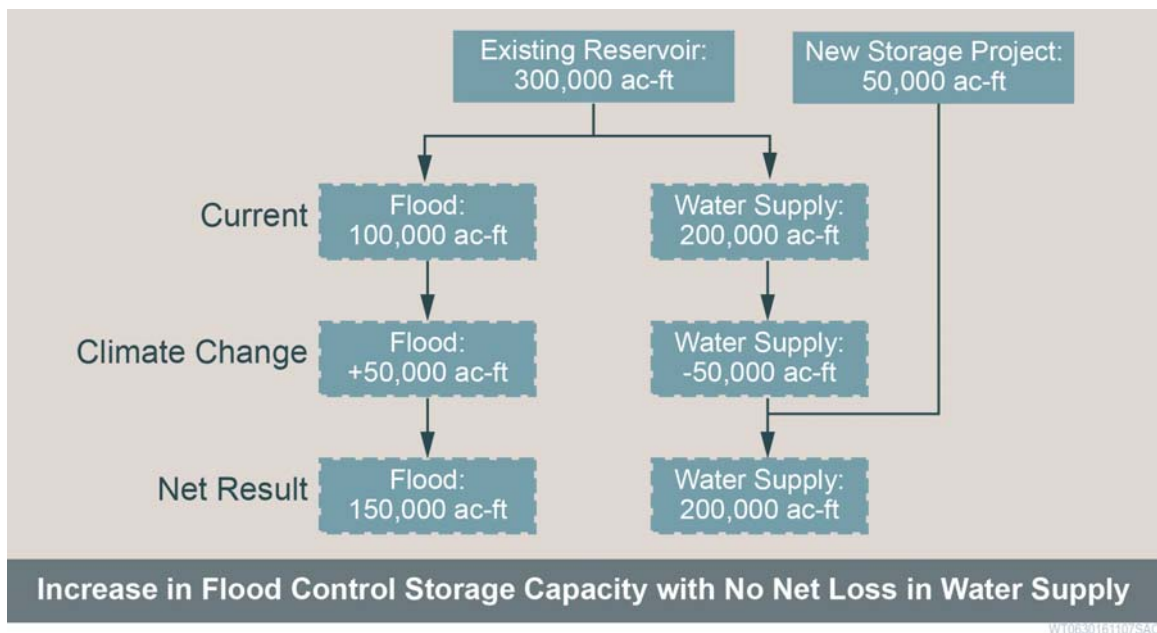 Existing Reservoir:
300,000 ac-ft
New Storage Project:
50,000 ac-ft
Current
Flood:
100,000 ac-ft
Water Supply:
200,000 ac-ft
Climate Change
Flood:
+50,000 ac-ft
Water Supply:
-50,000 ac-ft
Net Result
Flood:
150,000 ac-ft
Water Supply:
200,000 ac-ft
Increase in Flood Control Storage Capacity with No Net Loss in Water Supply
WT0630161107SAC